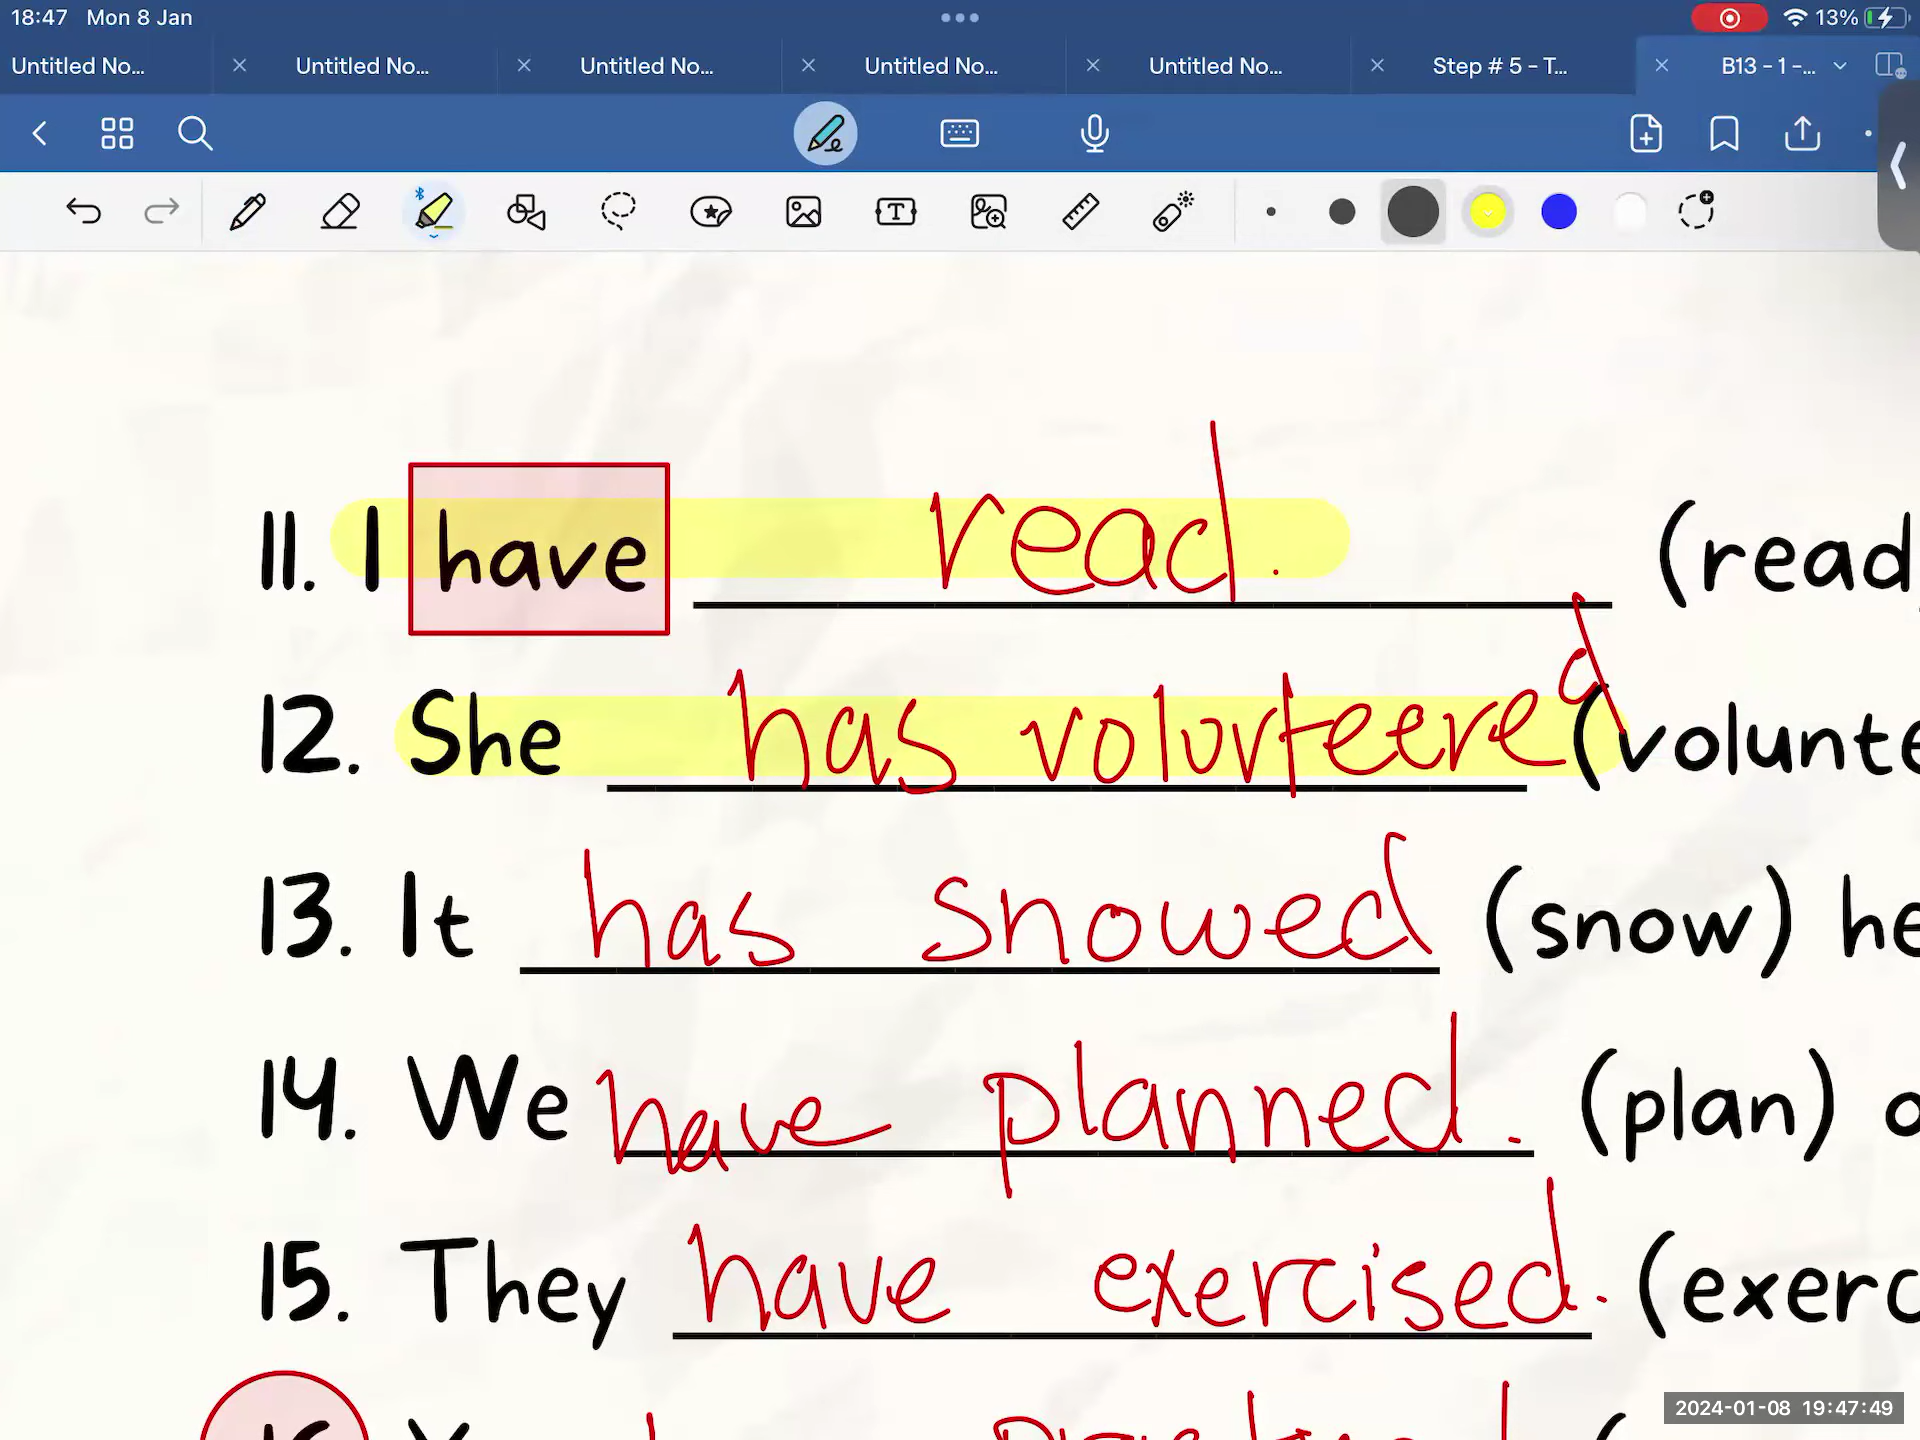 18:47 Mon 8 Jan 13%
Untitled No... Untitled No... Untitled No... Untitled No... Untitled No... Step # 5 - T... B13 - 1 -...
11. I have read. (read
12. She has volunteered (volunte
13. It has snowed (snow) he
14. We have planned. (plan) o
15. They have exercised. (exerc
2024-01-08 19:47:49